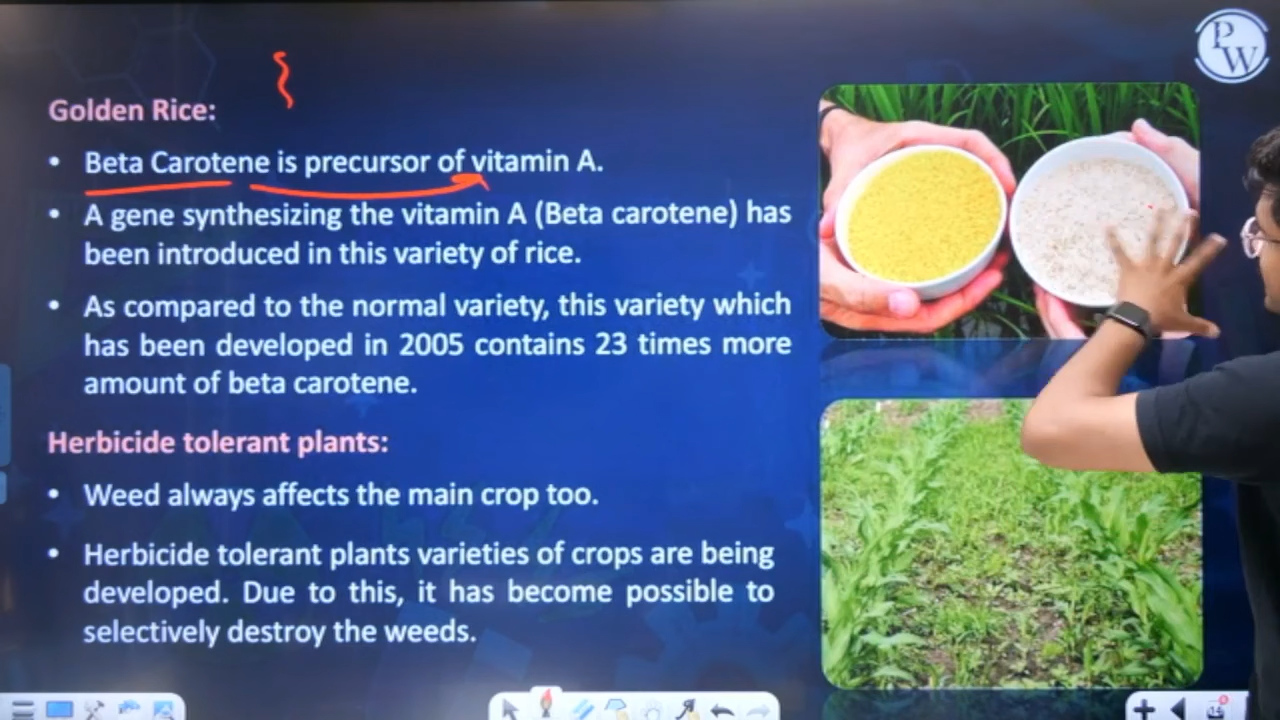 P
W
Golden Rice:
• Beta Carotene is precursor of vitamin A.
• A gene synthesizing the vitamin A (Beta carotene) has
been introduced in this variety of rice.
• As compared to the normal variety, this variety which
has been developed in 2005 contains 23 times more
amount of beta carotene.
Herbicide tolerant plants:
• Weed always affects the main crop too.
• Herbicide tolerant plants varieties of crops are being
developed. Due to this, it has become possible to
selectively destroy the weeds.